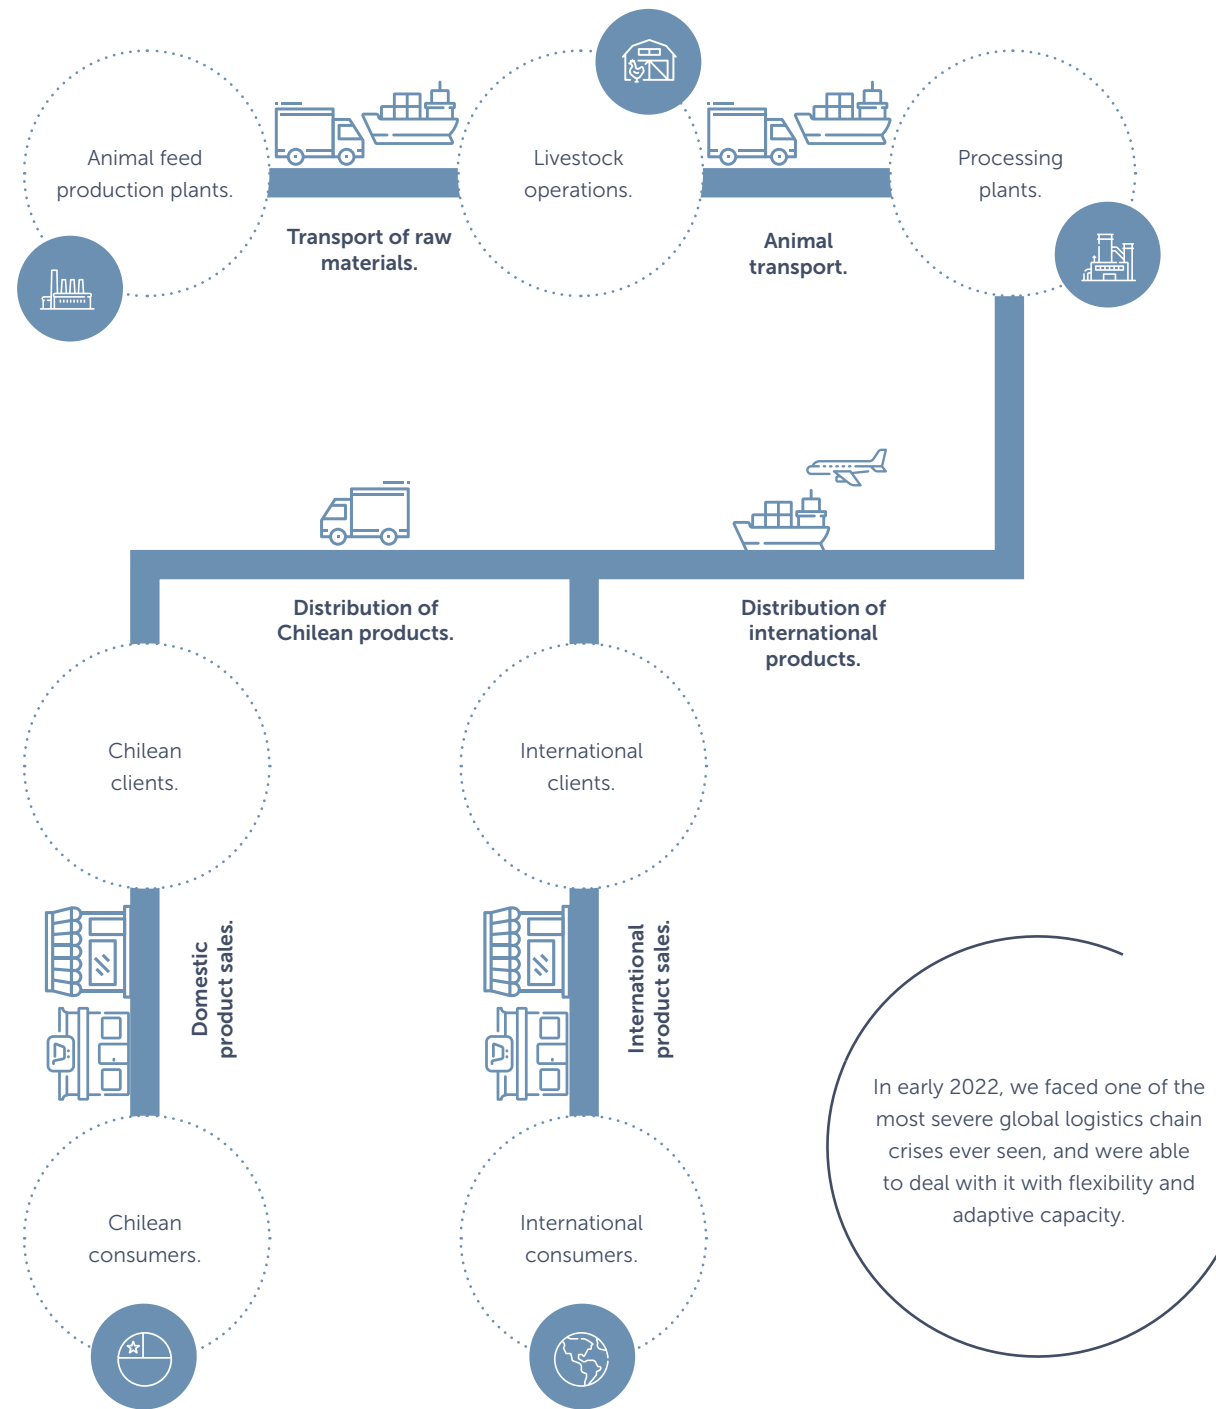 Animal feed
production plants.
Transport of raw
materials.
Livestock
operations.
Animal
transport.
Processing
plants.
Distribution of
Chilean products.
Distribution of
international
products.
Chilean
clients.
International
clients.
Domestic
product sales.
International
product sales.
Chilean
consumers.
International
consumers.
In early 2022, we faced one of the
most severe global logistics chain
crises ever seen, and were able
to deal with it with flexibility and
adaptive capacity.